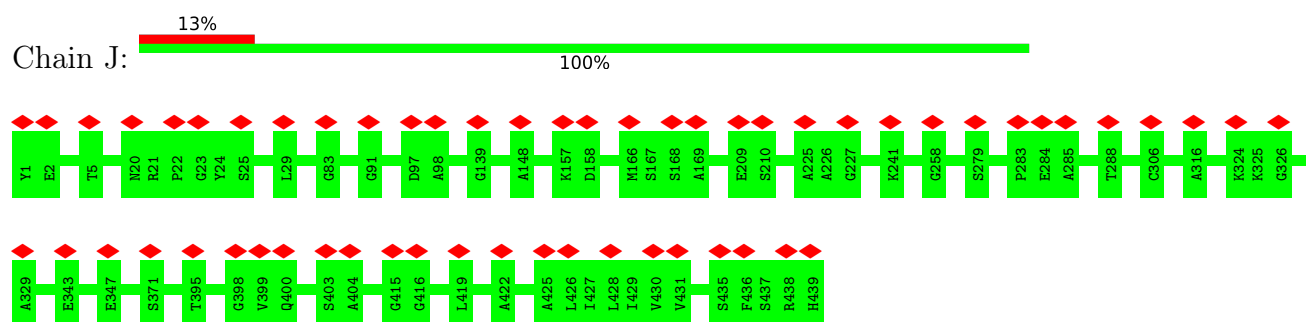 13%
Chain J:
100%
Y1 E2 T5 N20 R21 P22 G23 Y24 S25 L29 G83 G91 D97 A98 G139 A148 K157 D158 M166 S167 S168 A169 E209 S210 A225 A226 G227 K241 G258 S279 P283 E284 A285 T288 C306 A316 K324 K325 G326
A329 E343 E347 S371 T395 G398 V399 Q400 S403 A404 G415 G416 L419 A422 A425 L426 I427 L428 I429 V430 V431 S435 F436 S437 R438 H439